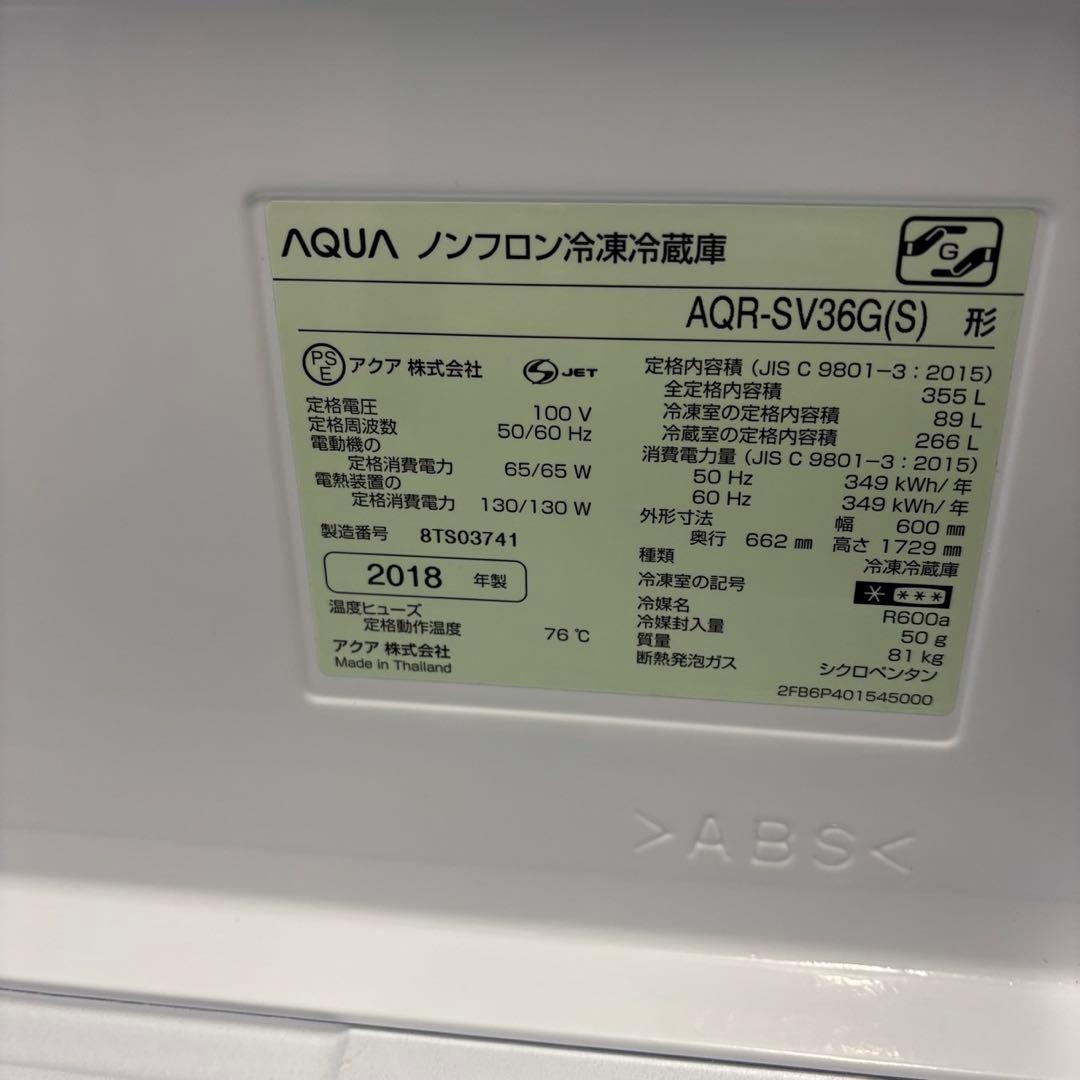 AQUA ノンフロン冷凍冷蔵庫
G
AQR-SV36G(S) 形
PS
E
アクア 株式会社
S JET
定格電圧 100 V
定格周波数 50/60 Hz
電動機の
定格消費電力 65/65 W
電熱装置の
定格消費電力 130/130 W
製造番号 8TS03741
2018 年製
温度ヒューズ
定格動作温度 76 ℃
アクア 株式会社
Made in Thailand
定格内容積 (JIS C 9801-3 : 2015)
全定格内容積 355 L
冷凍室の定格内容積 89 L
冷蔵室の定格内容積 266 L
消費電力量 (JIS C 9801-3 : 2015)
50 Hz 349 kWh/年
60 Hz 349 kWh/年
外形寸法 幅 600 ㎜
奥行 662 ㎜ 高さ 1729 ㎜
種類 冷凍冷蔵庫
冷凍室の記号 * ***
冷媒名 R600a
冷媒封入量 50 g
質量 81 kg
断熱発泡ガス シクロペンタン
2FB6P401545000
>ABS<